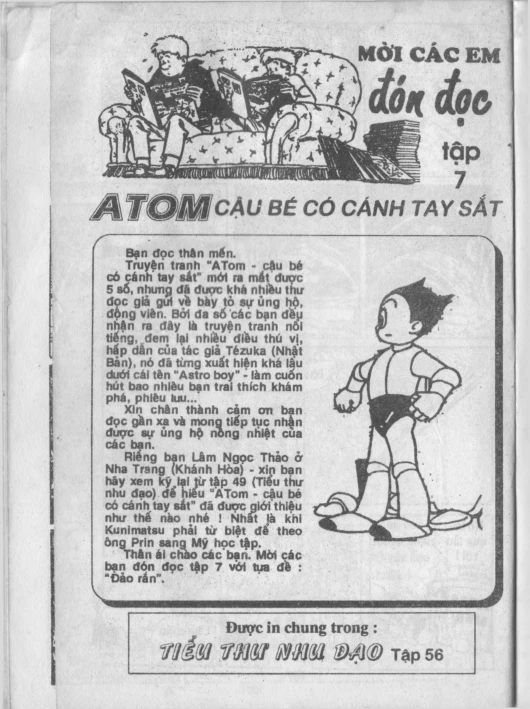 MỜI CÁC EM
đón đọc
tập
7
ATOM CẬU BÉ CÓ CÁNH TAY SẮT
Bạn đọc thân mến.
Truyện tranh "ATom - cậu bé
có cánh tay sắt" mới ra mắt được
5 số, nhưng đã được khá nhiều thư
đọc giả gửi về bày tỏ sự ủng hộ,
động viên. Bởi đa số các bạn đều
nhận ra đây là truyện tranh nổi
tiếng, đem lại nhiều điều thú vị,
hấp dẫn của tác giả Tézuka (Nhật
Bản), nó đã từng xuất hiện khá lâu
dưới cái tên "Astro boy" - làm cuốn
hút bao nhiêu bạn trai thích khám
phá, phiêu lưu...
Xin chân thành cảm ơn bạn
đọc gần xa và mong tiếp tục nhận
được sự ủng hộ nồng nhiệt của
các bạn.
Riêng bạn Lâm Ngọc Thảo ở
Nha Trang (Khánh Hòa) - xin bạn
hãy xem kỹ lại từ tập 49 (Tiểu thư
nhu đạo) để hiểu "ATom - cậu bé
có cánh tay sắt" đã được giới thiệu
như thế nào nhé ! Nhất là khi
Kunimatsu phải từ biệt để theo
ông Prin sang Mỹ học tập.
Thân ái chào các bạn. Mời các
bạn đón đọc tập 7 với tựa đề :
"Đảo rắn".
Được in chung trong :
TIỂU THƯ NHU ĐẠO Tập 56